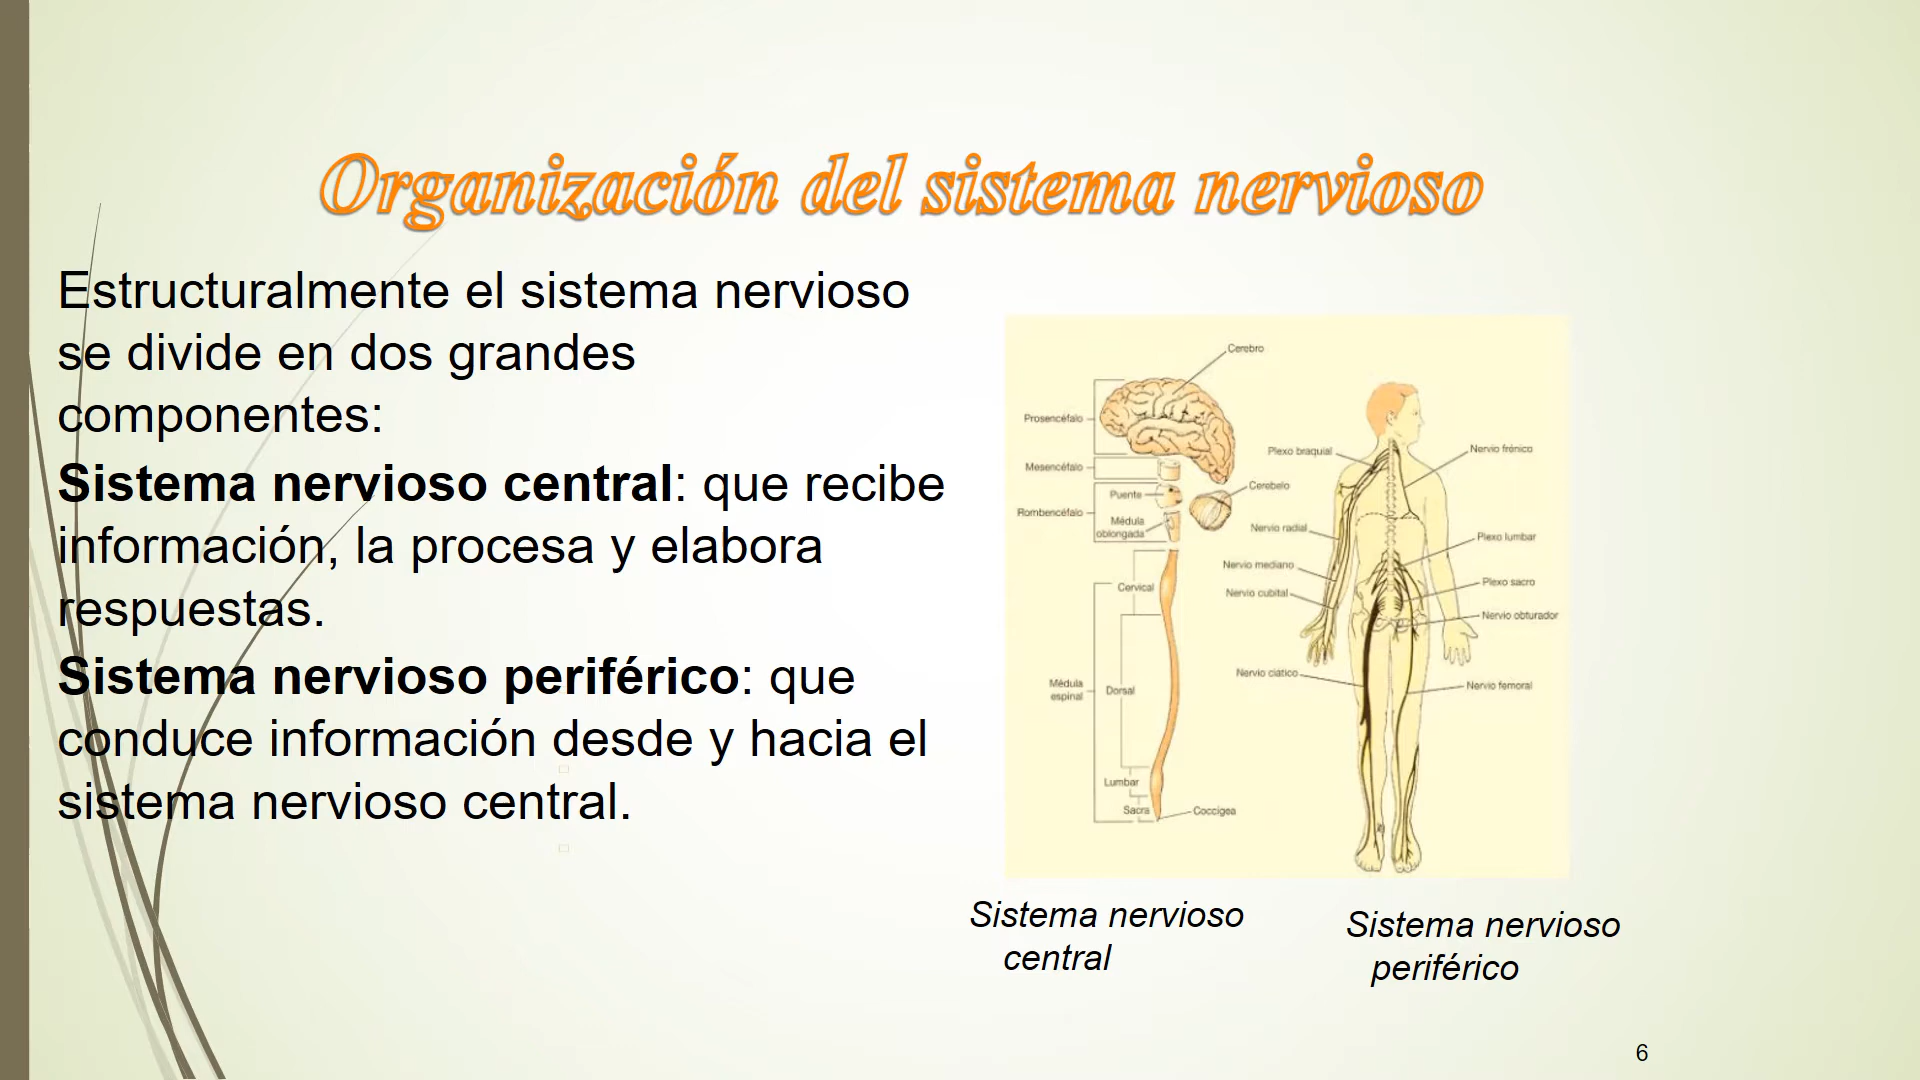 Organización del sistema nervioso
Estructuralmente el sistema nervioso
se divide en dos grandes
componentes:
Sistema nervioso central: que recibe
información, la procesa y elabora
respuestas.
Sistema nervioso periférico: que
conduce información desde y hacia el
sistema nervioso central.
Cerebro
Prosencéfalo
Mesencéfalo
Puente
Cerebelo
Rombencéfalo
Médula
oblongada
Cervical
Médula
espinal
Dorsal
Lumbar
Sacra
Coccígea
Plexo braquial
Nervio frénico
Nervio radial
Plexo lumbar
Nervio mediano
Plexo sacro
Nervio cubital
Nervio obturador
Nervio ciático
Nervio femoral
Sistema nervioso
central
Sistema nervioso
periférico
6